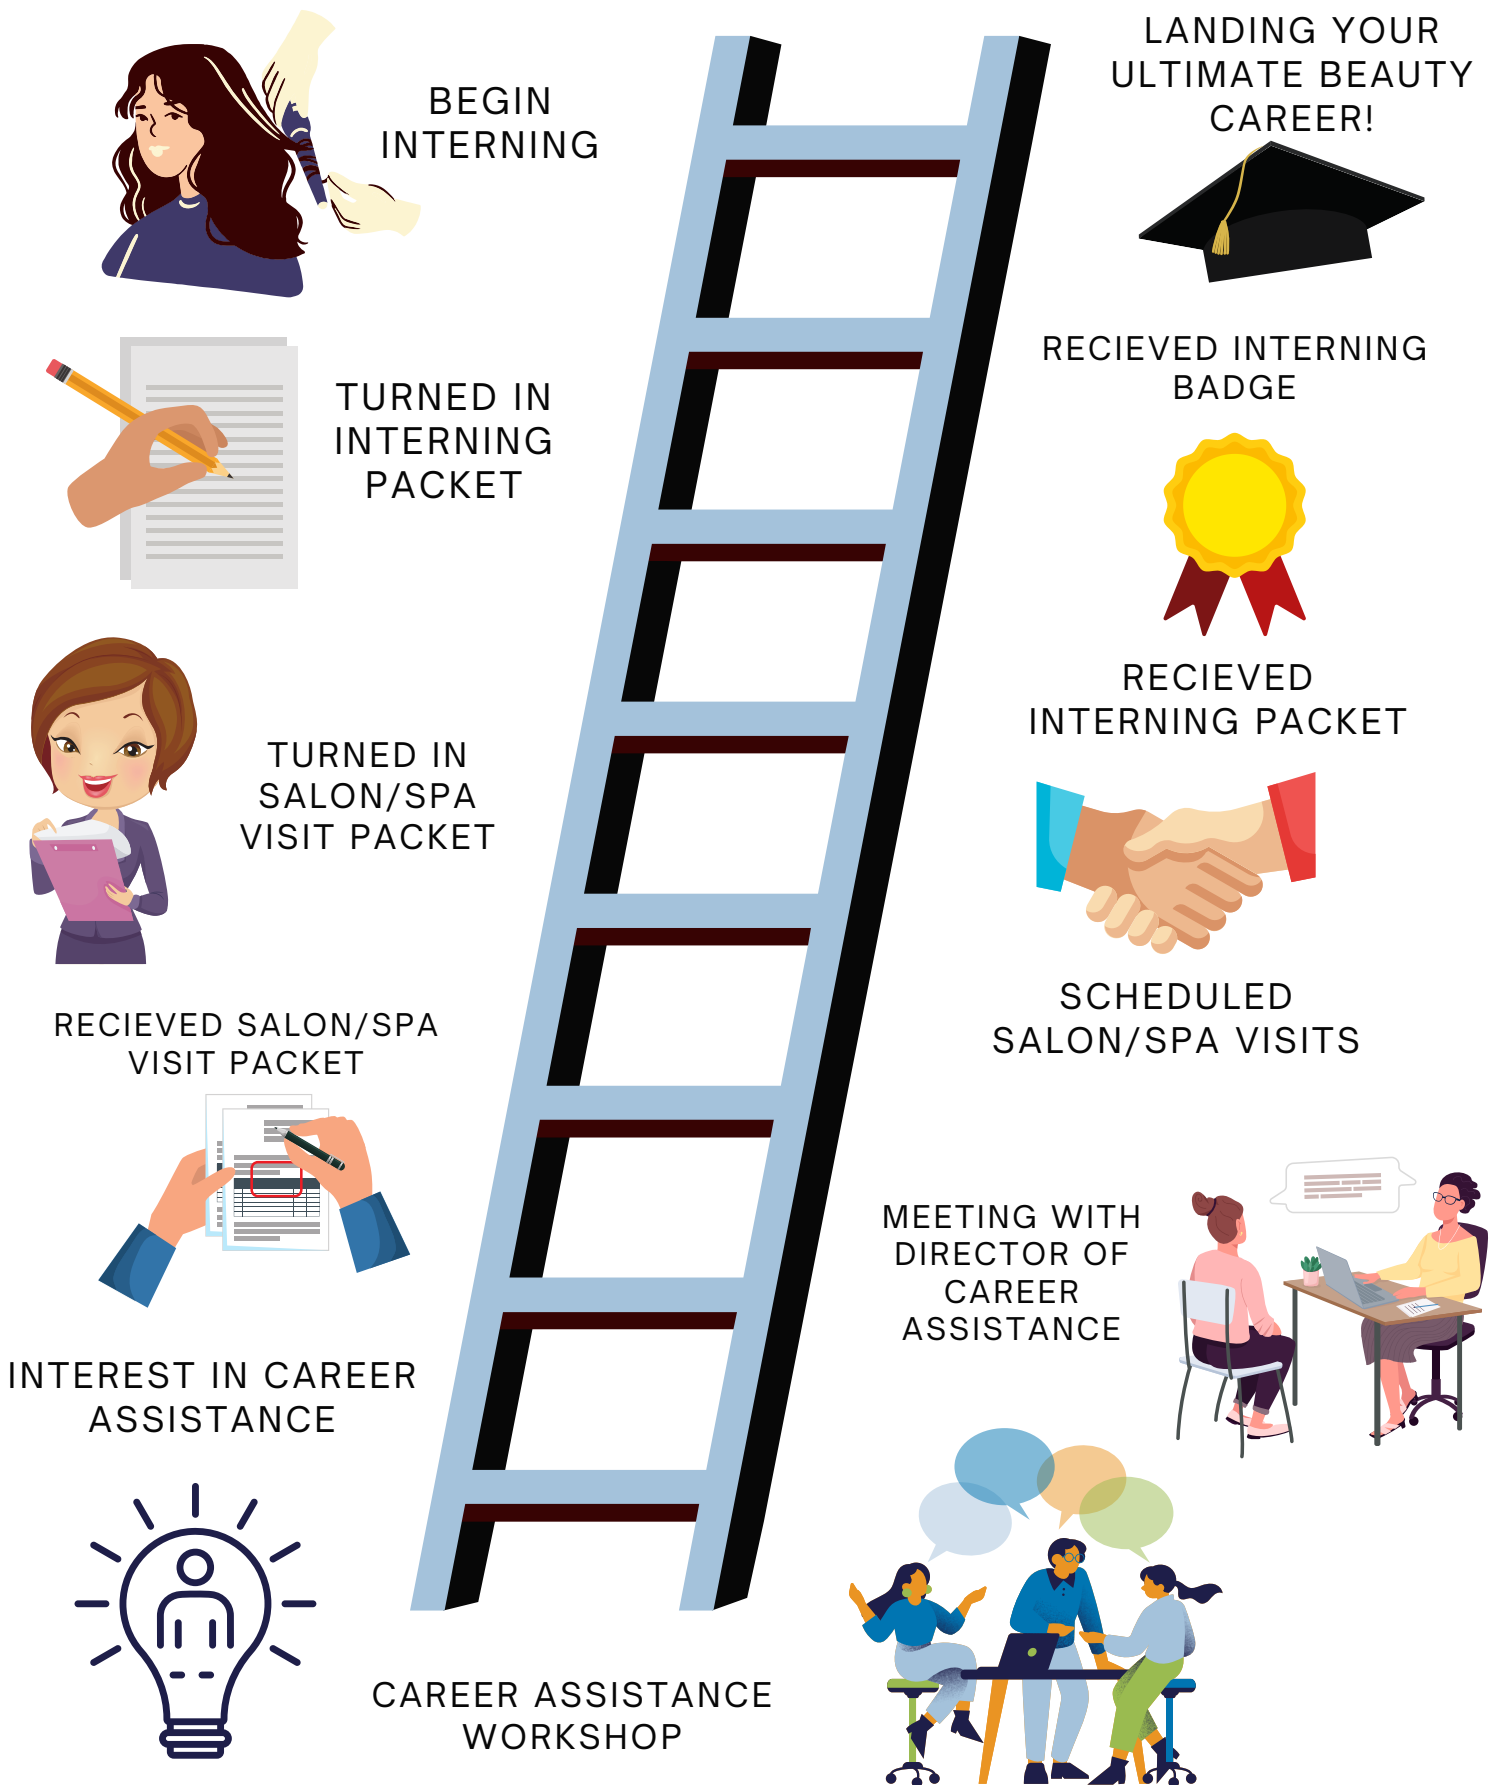 BEGIN
INTERNING
TURNED IN
INTERNING
PACKET
TURNED IN
SALON/SPA
VISIT PACKET
RECIEVED SALON/SPA
VISIT PACKET
INTEREST IN CAREER
ASSISTANCE
CAREER ASSISTANCE
WORKSHOP
LANDING YOUR
ULTIMATE BEAUTY
CAREER!
RECIEVED INTERNING
BADGE
RECIEVED
INTERNING PACKET
SCHEDULED
SALON/SPA VISITS
MEETING WITH
DIRECTOR OF
CAREER
ASSISTANCE